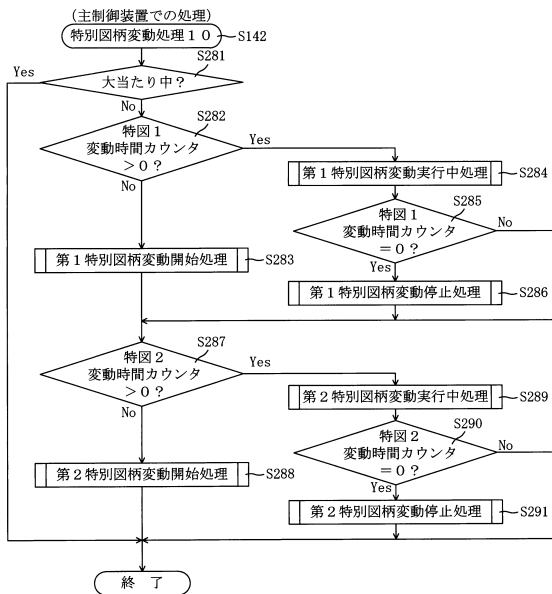 (主制御装置での処理)
特別図柄変動処理10
S142
S281
大当たり中?
Yes
No
S282
特図1
変動時間カウンタ
>0?
Yes
No
第1特別図柄変動実行中処理
S284
S285
特図1
変動時間カウンタ
=0?
No
Yes
第1特別図柄変動開始処理
S283
第1特別図柄変動停止処理
S286
S287
特図2
変動時間カウンタ
>0?
Yes
No
第2特別図柄変動実行中処理
S289
S290
特図2
変動時間カウンタ
=0?
No
Yes
第2特別図柄変動開始処理
S288
第2特別図柄変動停止処理
S291
終了